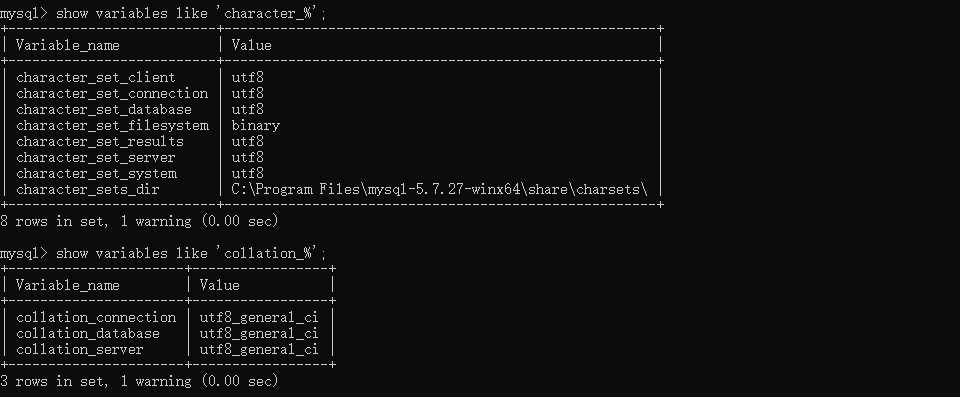 mysql> show variables like 'character_%';
+--------------------------+------------------------------------------------------+
| Variable_name            | Value                                                |
+--------------------------+------------------------------------------------------+
| character_set_client     | utf8                                                 |
| character_set_connection | utf8                                                 |
| character_set_database   | utf8                                                 |
| character_set_filesystem | binary                                               |
| character_set_results    | utf8                                                 |
| character_set_server     | utf8                                                 |
| character_set_system     | utf8                                                 |
| character_sets_dir       | C:\Program Files\mysql-5.7.27-winx64\share\charsets\ |
+--------------------------+------------------------------------------------------+
8 rows in set, 1 warning (0.00 sec)
mysql> show variables like 'collation_%';
+----------------------+-----------------+
| Variable_name        | Value           |
+----------------------+-----------------+
| collation_connection | utf8_general_ci |
| collation_database   | utf8_general_ci |
| collation_server     | utf8_general_ci |
+----------------------+-----------------+
3 rows in set, 1 warning (0.00 sec)